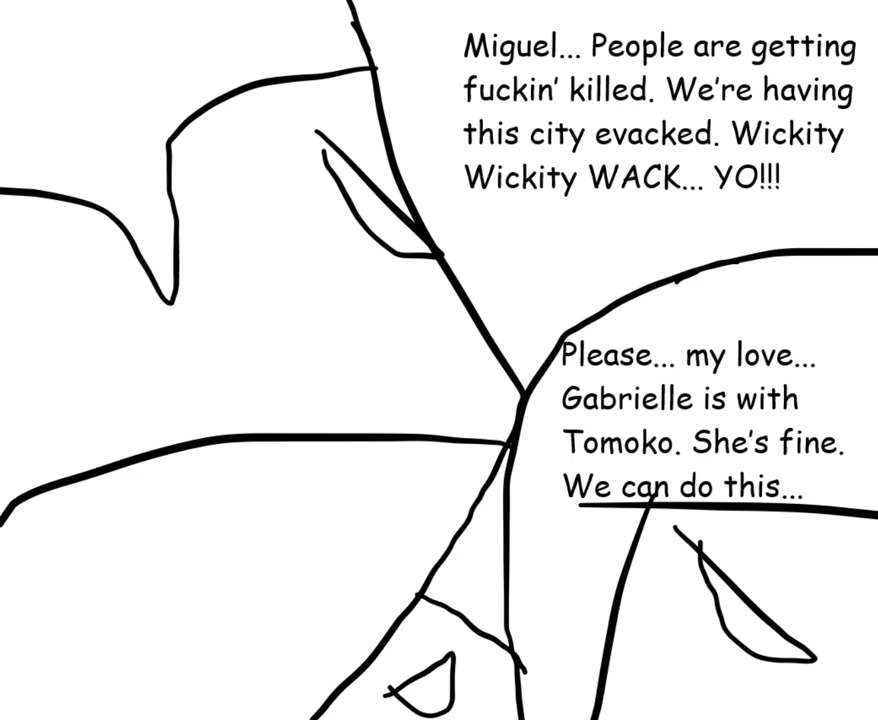 Miguel... People are getting
fuckin' killed. We're having
this city evacked. Wickity
Wickity WACK... YO!!!
Please... my love...
Gabrielle is with
Tomoko. She's fine.
We can do this...